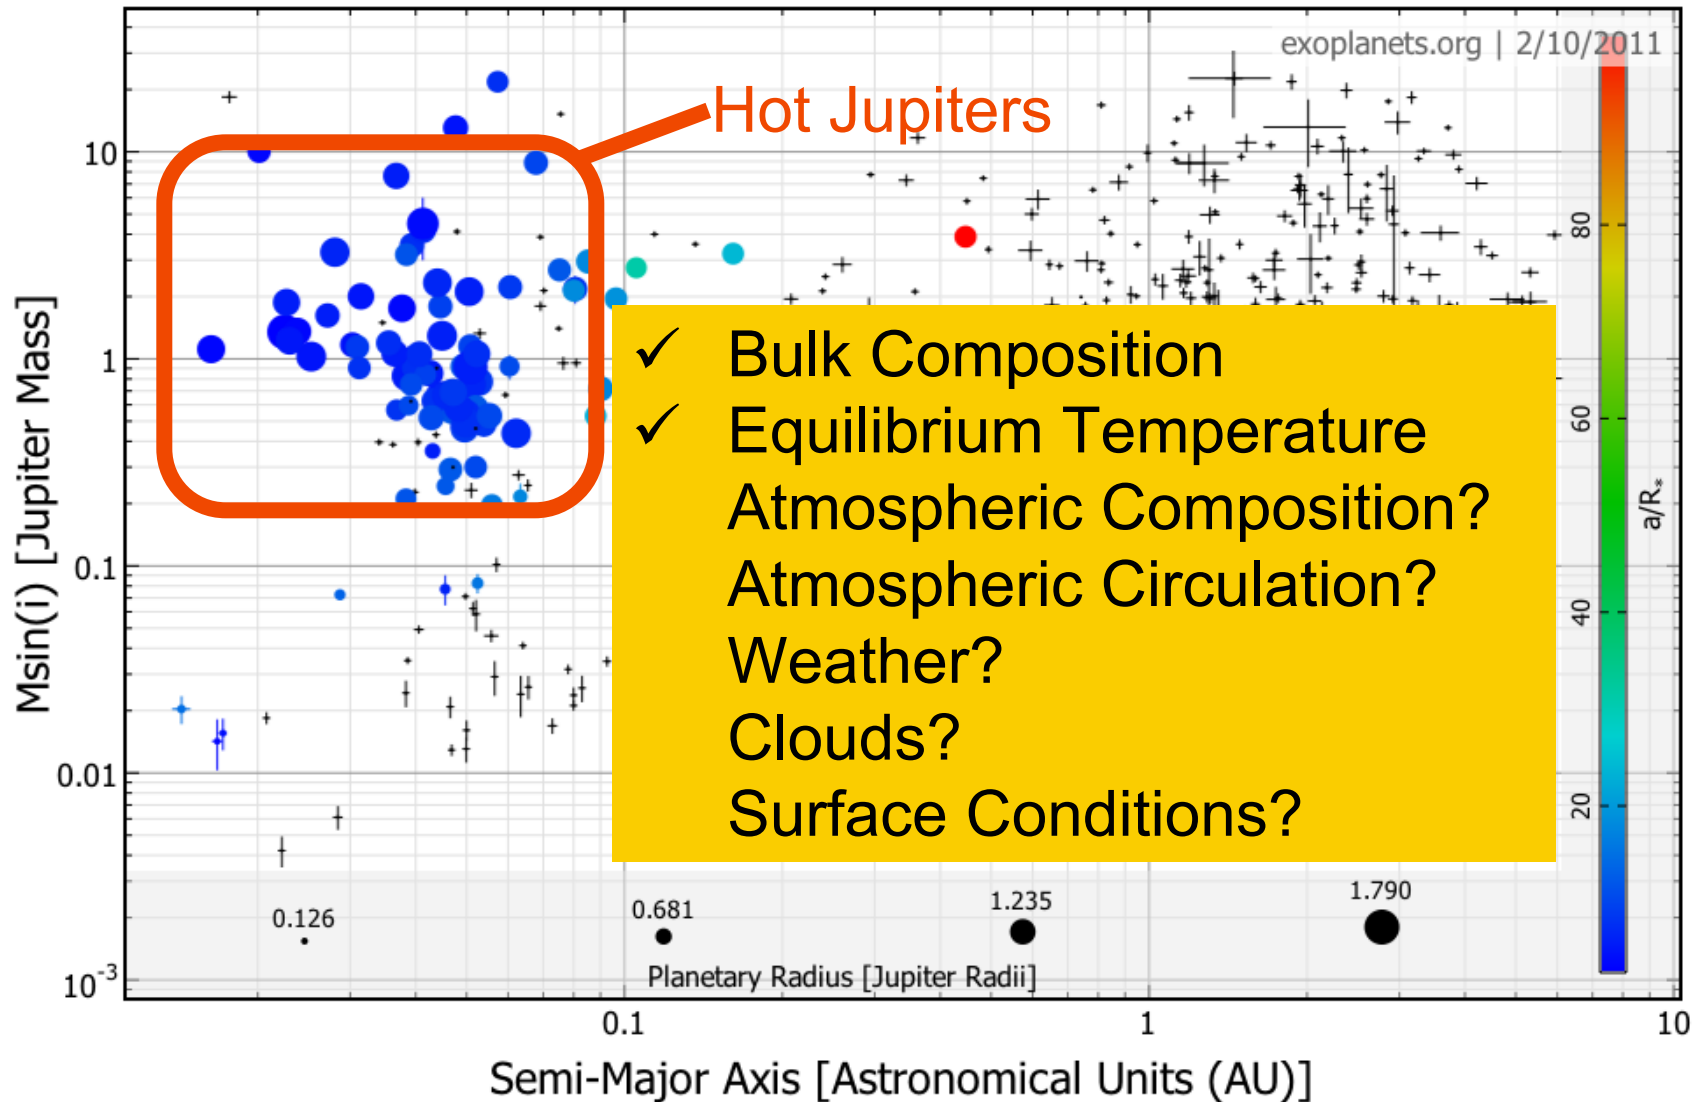 exoplanets.org | 2/10/2011
Hot Jupiters
10
1
0.1
0.01
10-3
Msin(i) [Jupiter Mass]
✓ Bulk Composition
✓ Equilibrium Temperature
Atmospheric Composition?
Atmospheric Circulation?
Weather?
Clouds?
Surface Conditions?
80
60
40
20
a/R*
0.126
0.681
1.235
1.790
Planetary Radius [Jupiter Radii]
0.1
1
10
Semi-Major Axis [Astronomical Units (AU)]